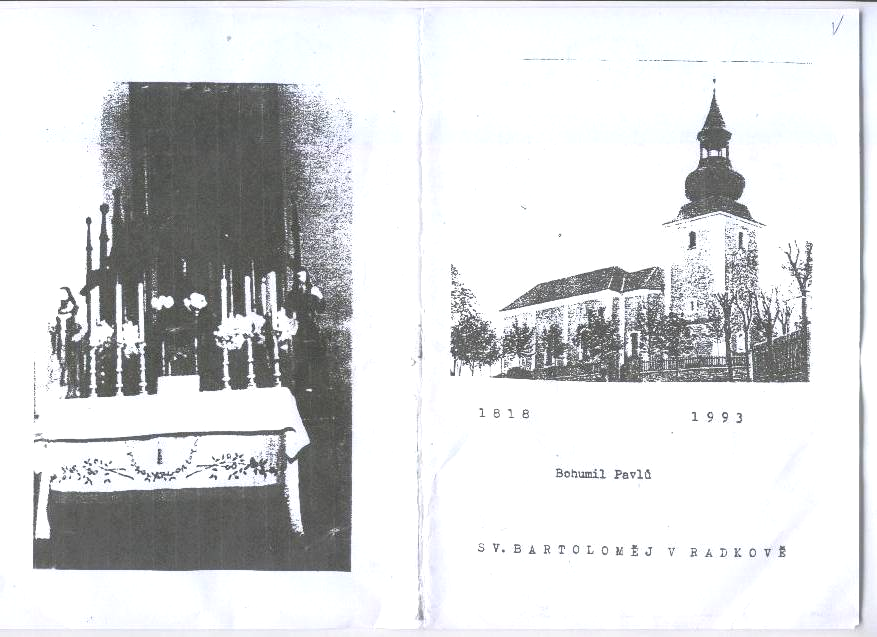 1818 1993
Bohumil Pavlů
SV. BARTOLOMĚJ V RADKOVĚ